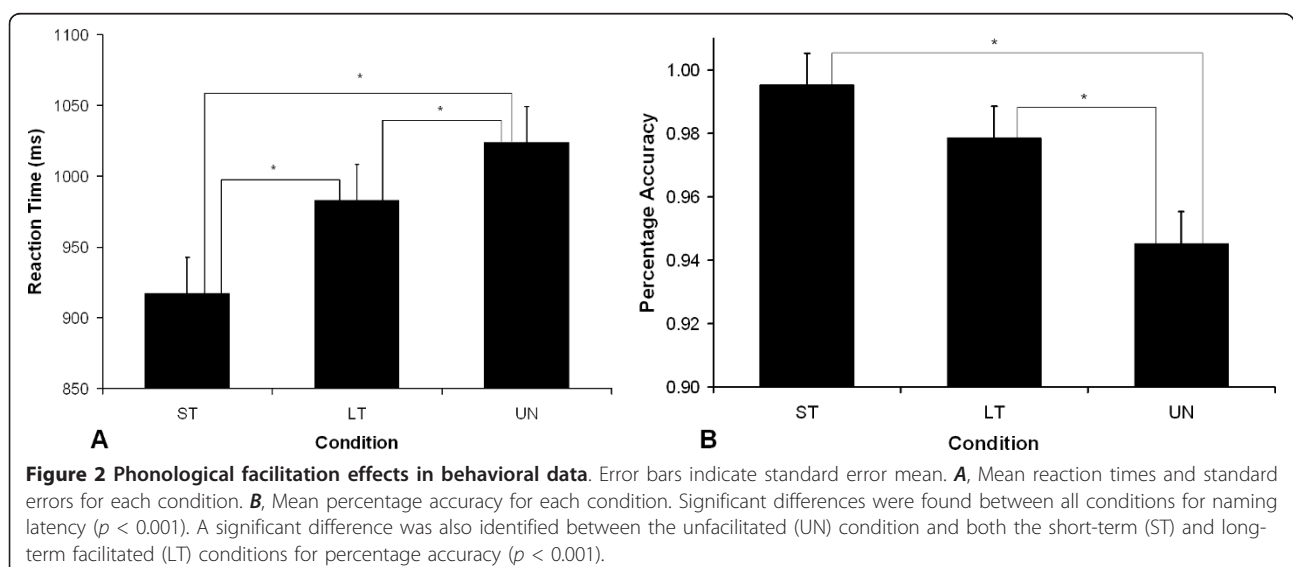 1100
1050
1000
950
900
850
Reaction Time (ms)
*
*
*
ST LT UN
A Condition
1.00
0.98
0.96
0.94
0.92
0.90
Percentage Accuracy
*
*
ST LT UN
B Condition
Figure 2 Phonological facilitation effects in behavioral data. Error bars indicate standard error mean. A, Mean reaction times and standard
errors for each condition. B, Mean percentage accuracy for each condition. Significant differences were found between all conditions for naming
latency (p < 0.001). A significant difference was also identified between the unfacilitated (UN) condition and both the short-term (ST) and long-
term facilitated (LT) conditions for percentage accuracy (p < 0.001).